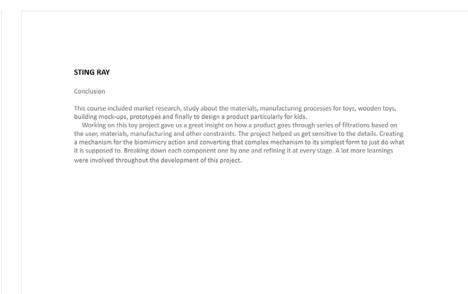 STING RAY
Conclusion
This course included market research, study about the materials, manufacturing processes for toys, wooden toys,
building mock-ups, prototypes and finally to design a product particularly for kids.
Working on this toy project gave us a great insight on how a product goes through series of filtrations based on
the user, materials, manufacturing and other constraints. The project helped us get sensitive to the details. Creating
a mechanism for the biomimicry action and converting that complex mechanism to its simplest form to just do what
it is supposed to. Breaking down each component one by one and refining it at every stage. A lot more learnings
were involved throughout the development of this project.